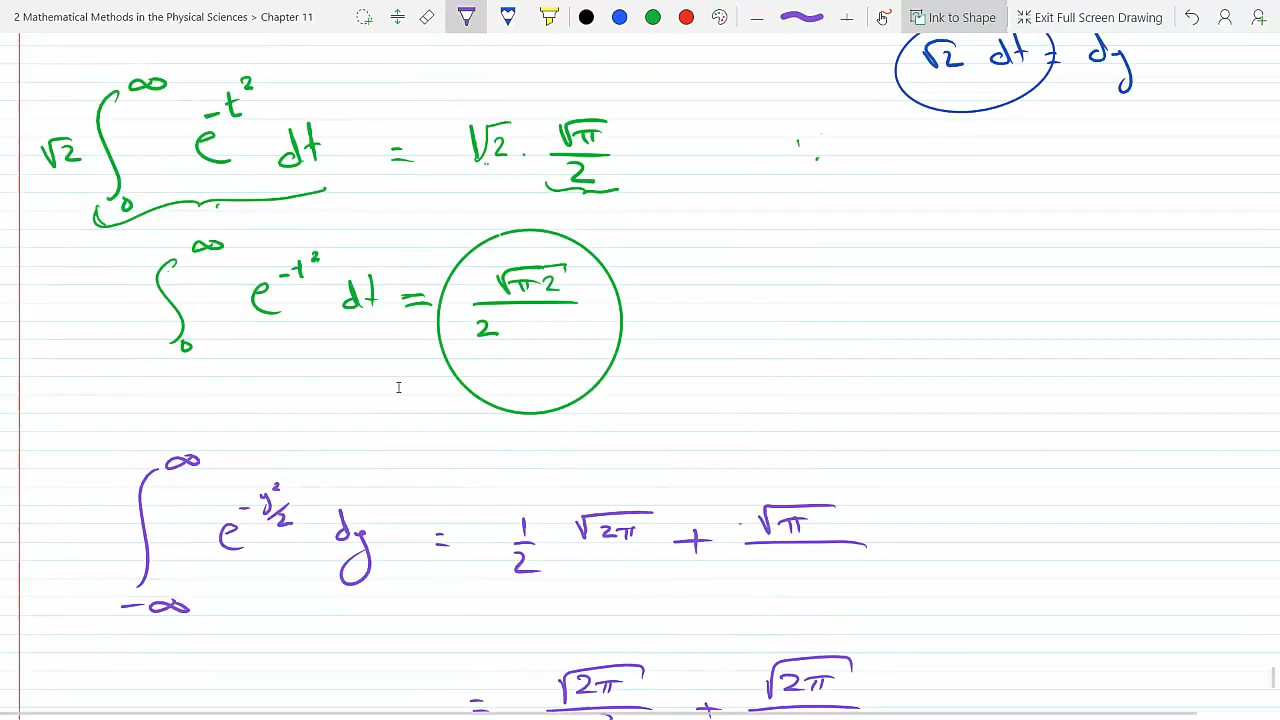 2 Mathematical Methods in the Physical Sciences > Chapter 11
Ink to Shape
Exit Full Screen Drawing
√2 dt = dy
√2 ∫₀^∞ e^(-t²) dt = √2 · √π/2
∫₀^∞ e^(-t²) dt = √(π2)/2
∫_(-∞)^∞ e^(-y²/2) dy = 1/2 √(2π) + √π
= √(2π) + √(2π)